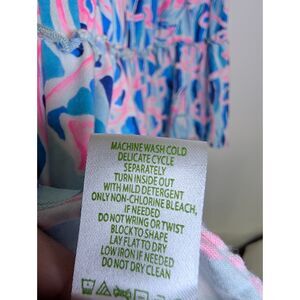 MACHINE WASH COLD
DELICATE CYCLE
SEPARATELY
TURN INSIDE OUT
WITH MILD DETERGENT
ONLY NON-CHLORINE BLEACH,
IF NEEDED
DO NOT WRING OR TWIST
BLOCK TO SHAPE
LAY FLAT TO DRY
LOW IRON IF NEEDED
DO NOT DRY CLEAN